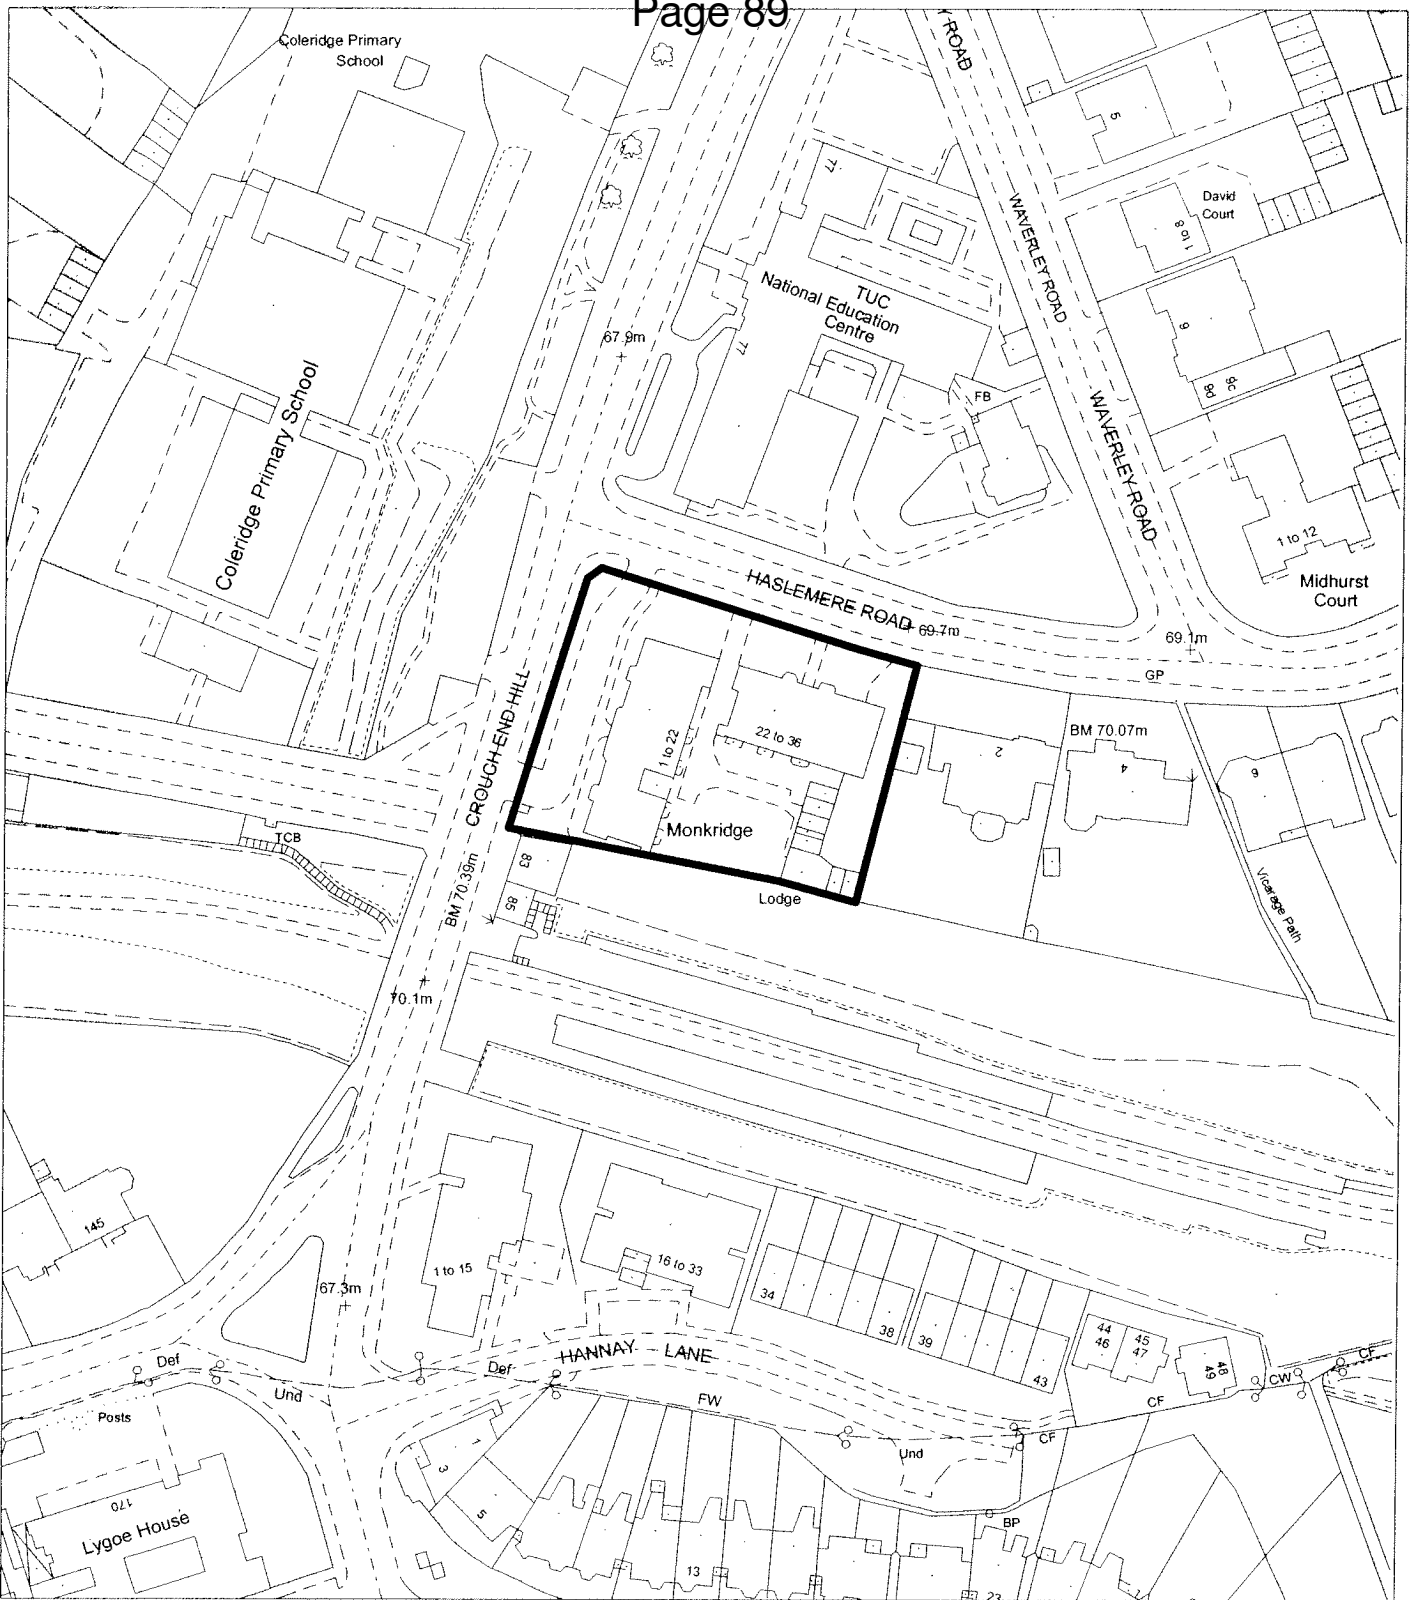 Page 89
Coleridge Primary
School
Y ROAD
5
77
WAVERLEY ROAD
David
Court
1 to 8
TUC
National Education
Centre
67.9m
77
9
9c
9d
FB
Coleridge Primary School
WAVERLEY ROAD
1 to 12
Midhurst
Court
HASLEMERE ROAD
69.7m
69.1m
GP
CROUCH END HILL
1 to 22
22 to 36
2
BM 70.07m
4
6
Monkridge
TCB
83
85
BM 70.39m
Lodge
Vicarage Path
70.1m
145
1 to 15
16 to 33
67.3m
34
38
39
43
44
46
45
47
48
49
Def
Und
Def
HANNAY LANE
FW
CF
CW
CF
Posts
Und
CF
1
3
5
BP
170
Lygoe House
13
23